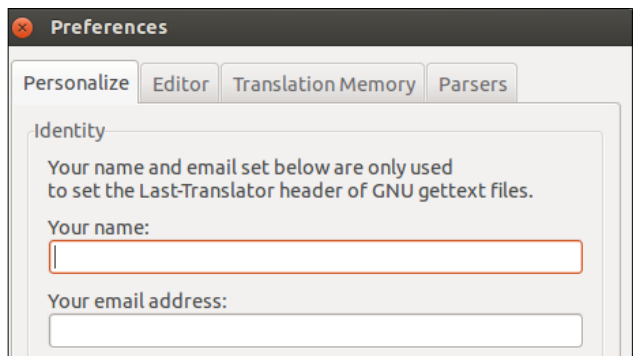 Preferences
Personalize Editor Translation Memory Parsers
Identity
Your name and email set below are only used
to set the Last-Translator header of GNU gettext files.
Your name:
Your email address: